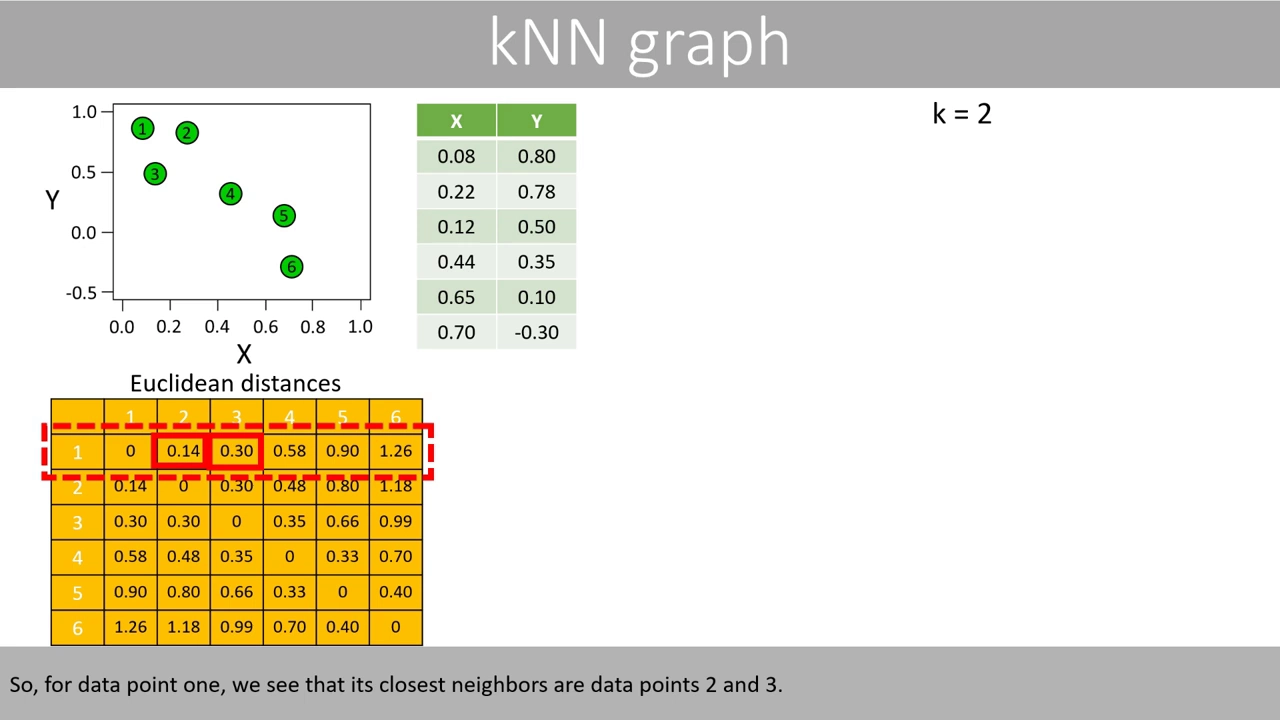 kNN graph
k = 2
1.0
0.5
0.0
-0.5
Y
1
2
3
4
5
6
0.0 0.2 0.4 0.6 0.8 1.0
X
X Y
0.08 0.80
0.22 0.78
0.12 0.50
0.44 0.35
0.65 0.10
0.70 -0.30
Euclidean distances
1 2 3 4 5 6
1 0 0.14 0.30 0.58 0.90 1.26
2 0.14 0 0.30 0.48 0.80 1.18
3 0.30 0.30 0 0.35 0.66 0.99
4 0.58 0.48 0.35 0 0.33 0.70
5 0.90 0.80 0.66 0.33 0 0.40
6 1.26 1.18 0.99 0.70 0.40 0
So, for data point one, we see that its closest neighbors are data points 2 and 3.